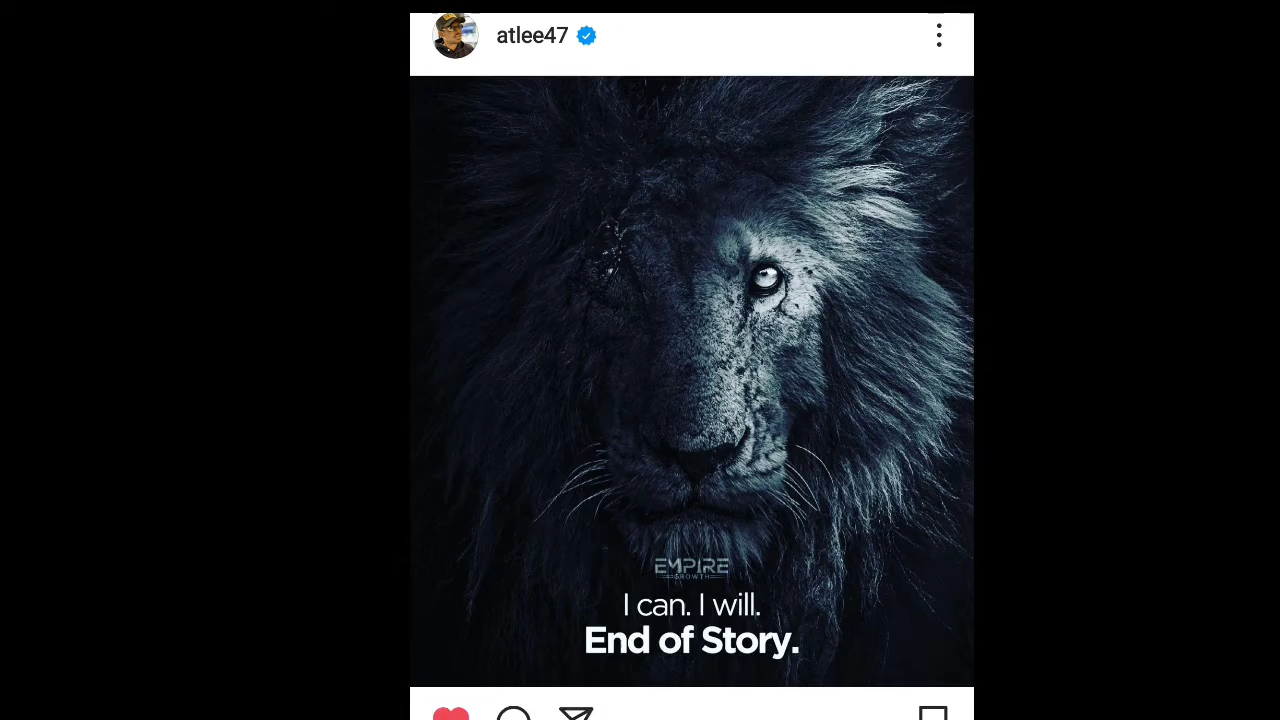 atlee47
EMPIRE
GROWTH
I can. I will.
End of Story.